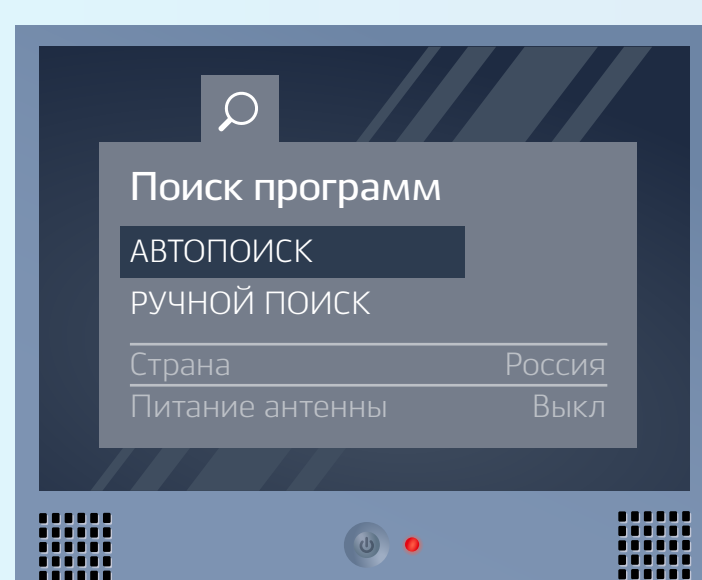 Поиск программ
АВТОПОИСК
РУЧНОЙ ПОИСК
Страна Россия
Питание антенны Выкл